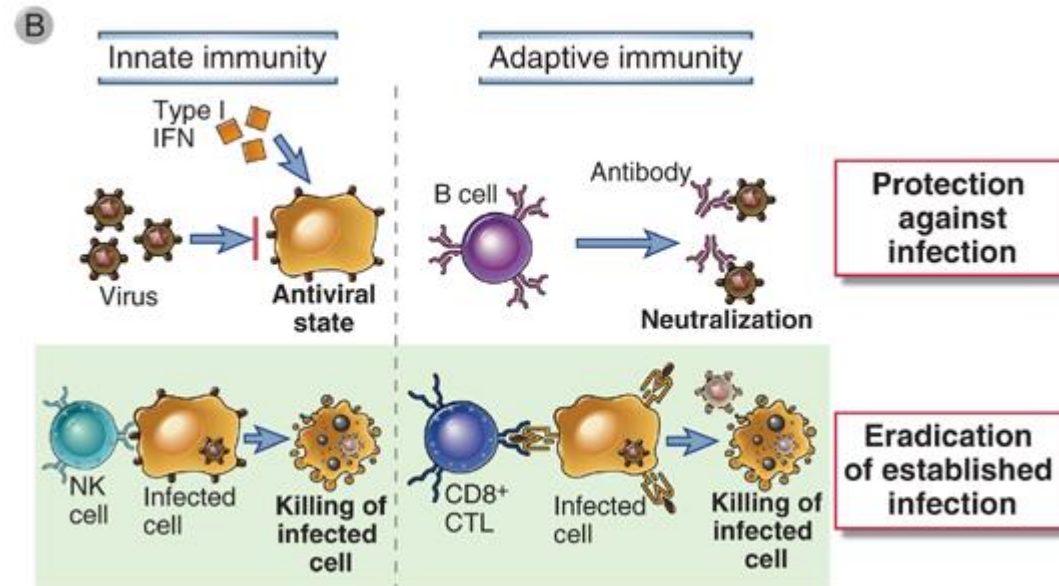 B
Innate immunity
Adaptive immunity
Type I
IFN
Virus
Antiviral
state
B cell
Antibody
Neutralization
Protection
against
infection
NK
cell
Infected
cell
Killing of
infected
cell
CD8+
CTL
Infected
cell
Killing of
infected
cell
Eradication
of established
infection